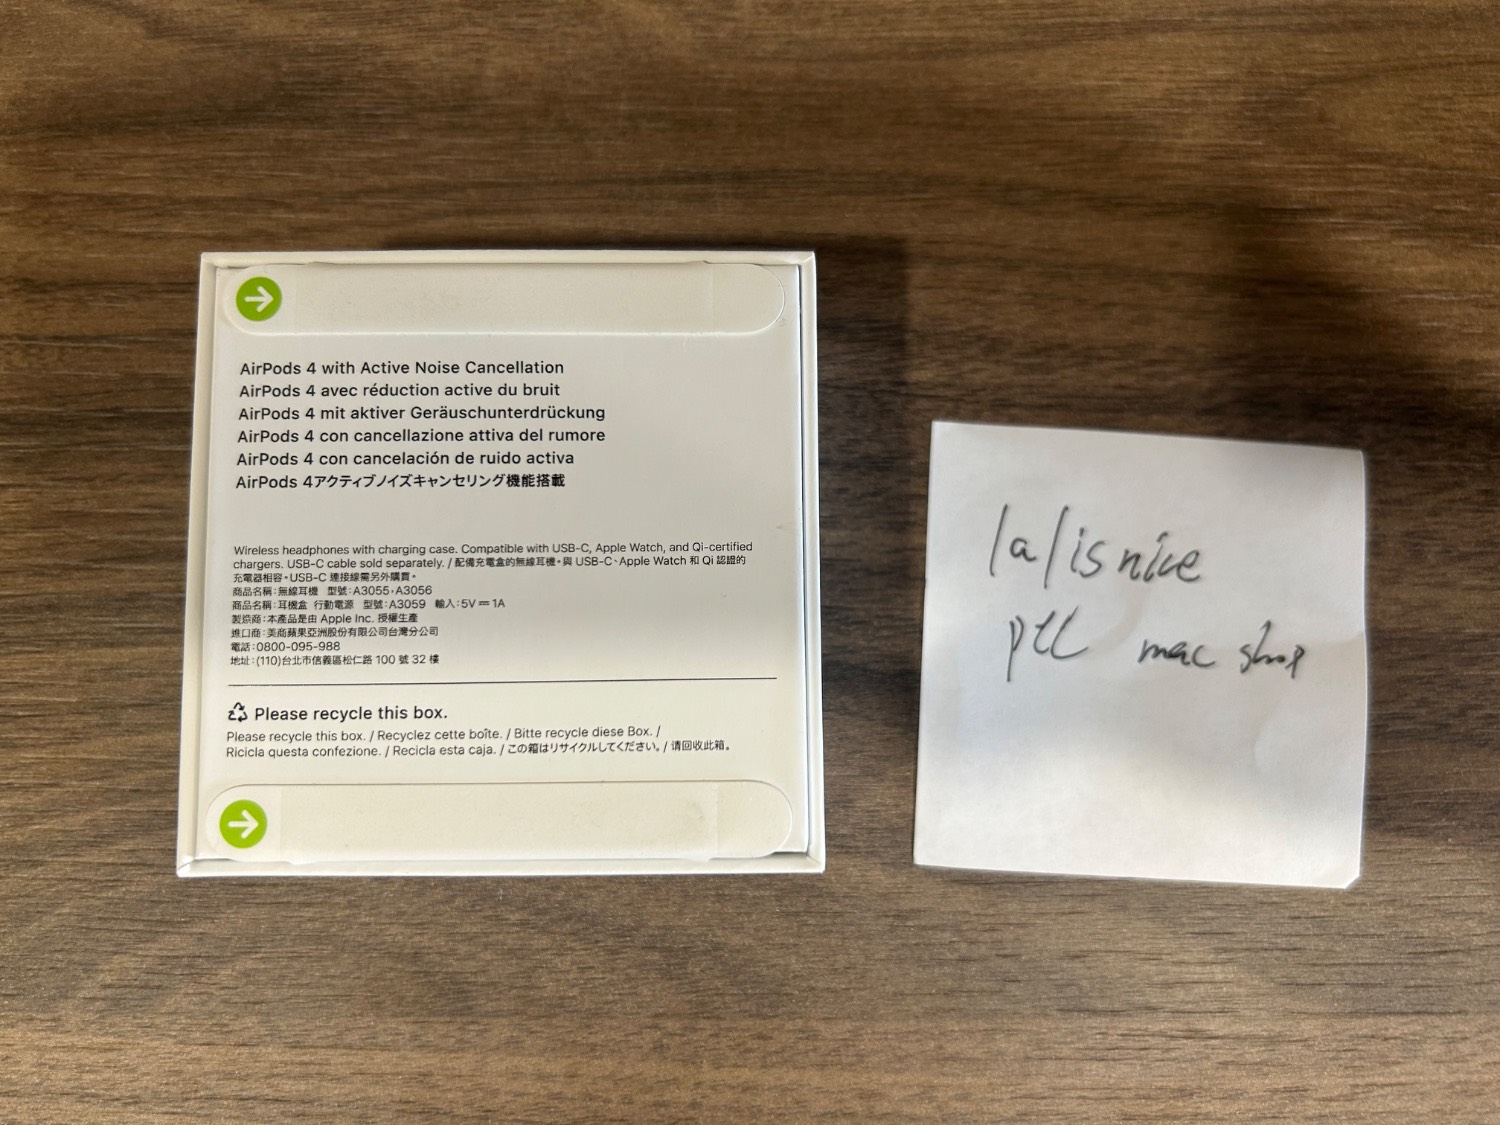 AirPods 4 with Active Noise Cancellation
AirPods 4 avec réduction active du bruit
AirPods 4 mit aktiver Geräuschunterdrückung
AirPods 4 con cancellazione attiva del rumore
AirPods 4 con cancelación de ruido activa
AirPods 4アクティブノイズキャンセリング機能搭載
Wireless headphones with charging case. Compatible with USB-C, Apple Watch, and Qi-certified
chargers. USB-C cable sold separately. / 配備充電盒的無線耳機。與 USB-C、Apple Watch 和 Qi 認證的
充電器相容。USB-C 連接線需另外購買。
商品名稱：無線耳機 型號：A3055、A3056
商品名稱：耳機盒 行動電源 型號：A3059 輸入：5V⎓1A
製造商：本產品是由 Apple Inc. 授權生產
進口商：美商蘋果亞洲股份有限公司台灣分公司
電話：0800-095-988
地址：(110)台北市信義區松仁路 100 號 32 樓
Please recycle this box.
Please recycle this box. / Recyclez cette boîte. / Bitte recycle diese Box. /
Ricicla questa confezione. / Recicla esta caja. / この箱はリサイクルしてください。/ 请回收此箱。
lalisnice
ptt mac shop